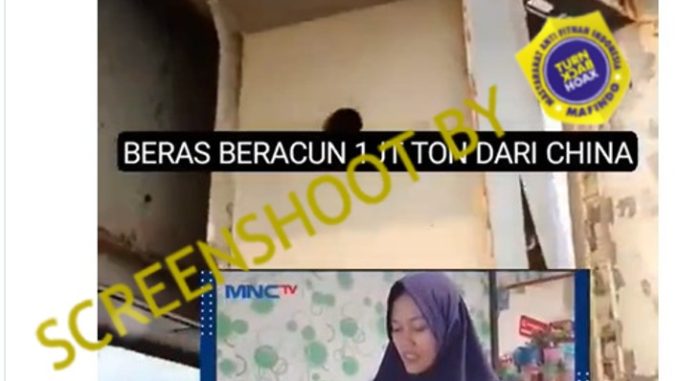 TURN
BACK
HOAX
MASYARAKAT ANTI FITNAH INDONESIA
MAFINDO
BERAS BERACUN 1 JT TON DARI CHINA
SCREENSHOOT BY
MNCTV